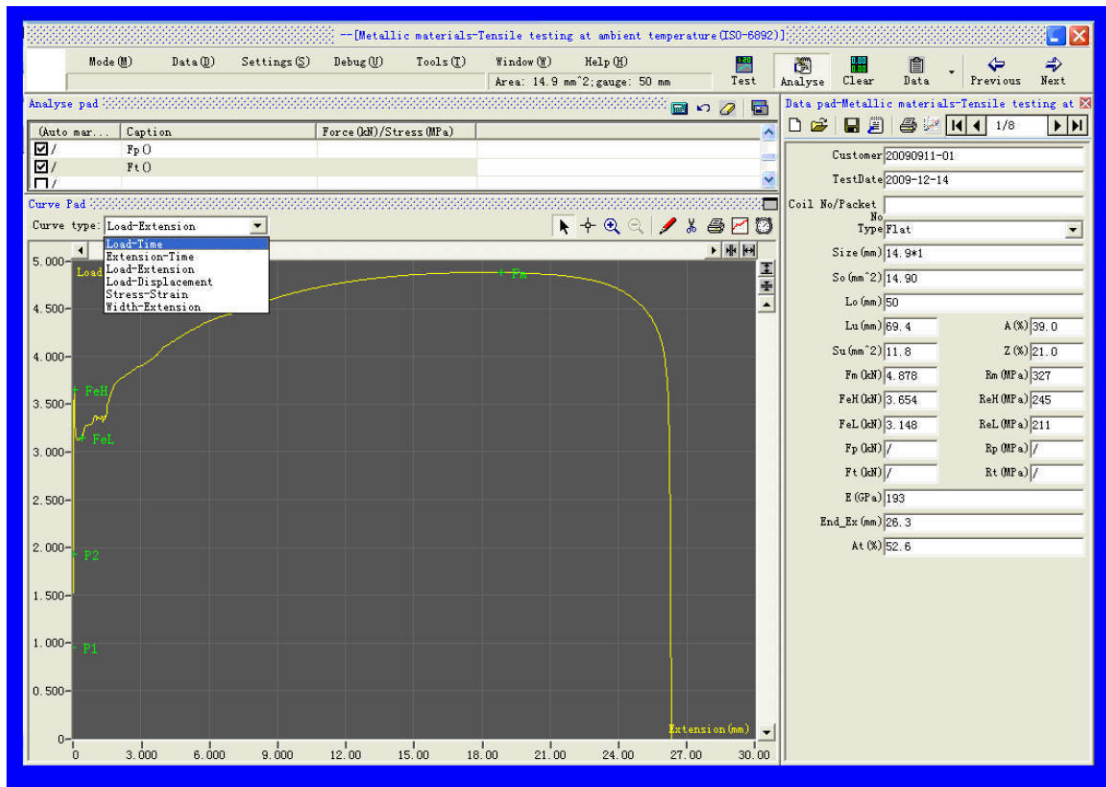 --[Metallic materials-Tensile testing at ambient temperature(ISO-6892)]
Mode(M) Data(D) Settings(S) Debug(U) Tools(T) Window(W) Help(H)
Area: 14.9 mm^2;gauge: 50 mm
Test Analyse Clear Data Previous Next
Analyse pad
(Auto mar... Caption Force(kN)/Stress(MPa)
/ Fp()
/ Ft()
/
Curve Pad
Curve type: Load-Extension
Load-Time
Extension-Time
Load-Extension
Load-Displacement
Stress-Strain
Width-Extension
Load
5.000
4.500
4.000
3.500
3.000
2.500
2.000
1.500
1.000
0.500
0
Fm
FeH
FeL
P2
P1
Extension(mm)
0 3.000 6.000 9.000 12.00 15.00 18.00 21.00 24.00 27.00 30.00
Data pad-Metallic materials-Tensile testing at
1/8
Customer 20090911-01
TestDate 2009-12-14
Coil No/Packet No
Type Flat
Size(mm) 14.9*1
So(mm^2) 14.90
Lo(mm) 50
Lu(mm) 69.4 A(%) 39.0
Su(mm^2) 11.8 Z(%) 21.0
Fm(kN) 4.878 Rm(MPa) 327
FeH(kN) 3.654 ReH(MPa) 245
FeL(kN) 3.148 ReL(MPa) 211
Fp(kN) / Rp(MPa) /
Ft(kN) / Rt(MPa) /
E(GPa) 193
End_Ex(mm) 26.3
At(%) 52.6